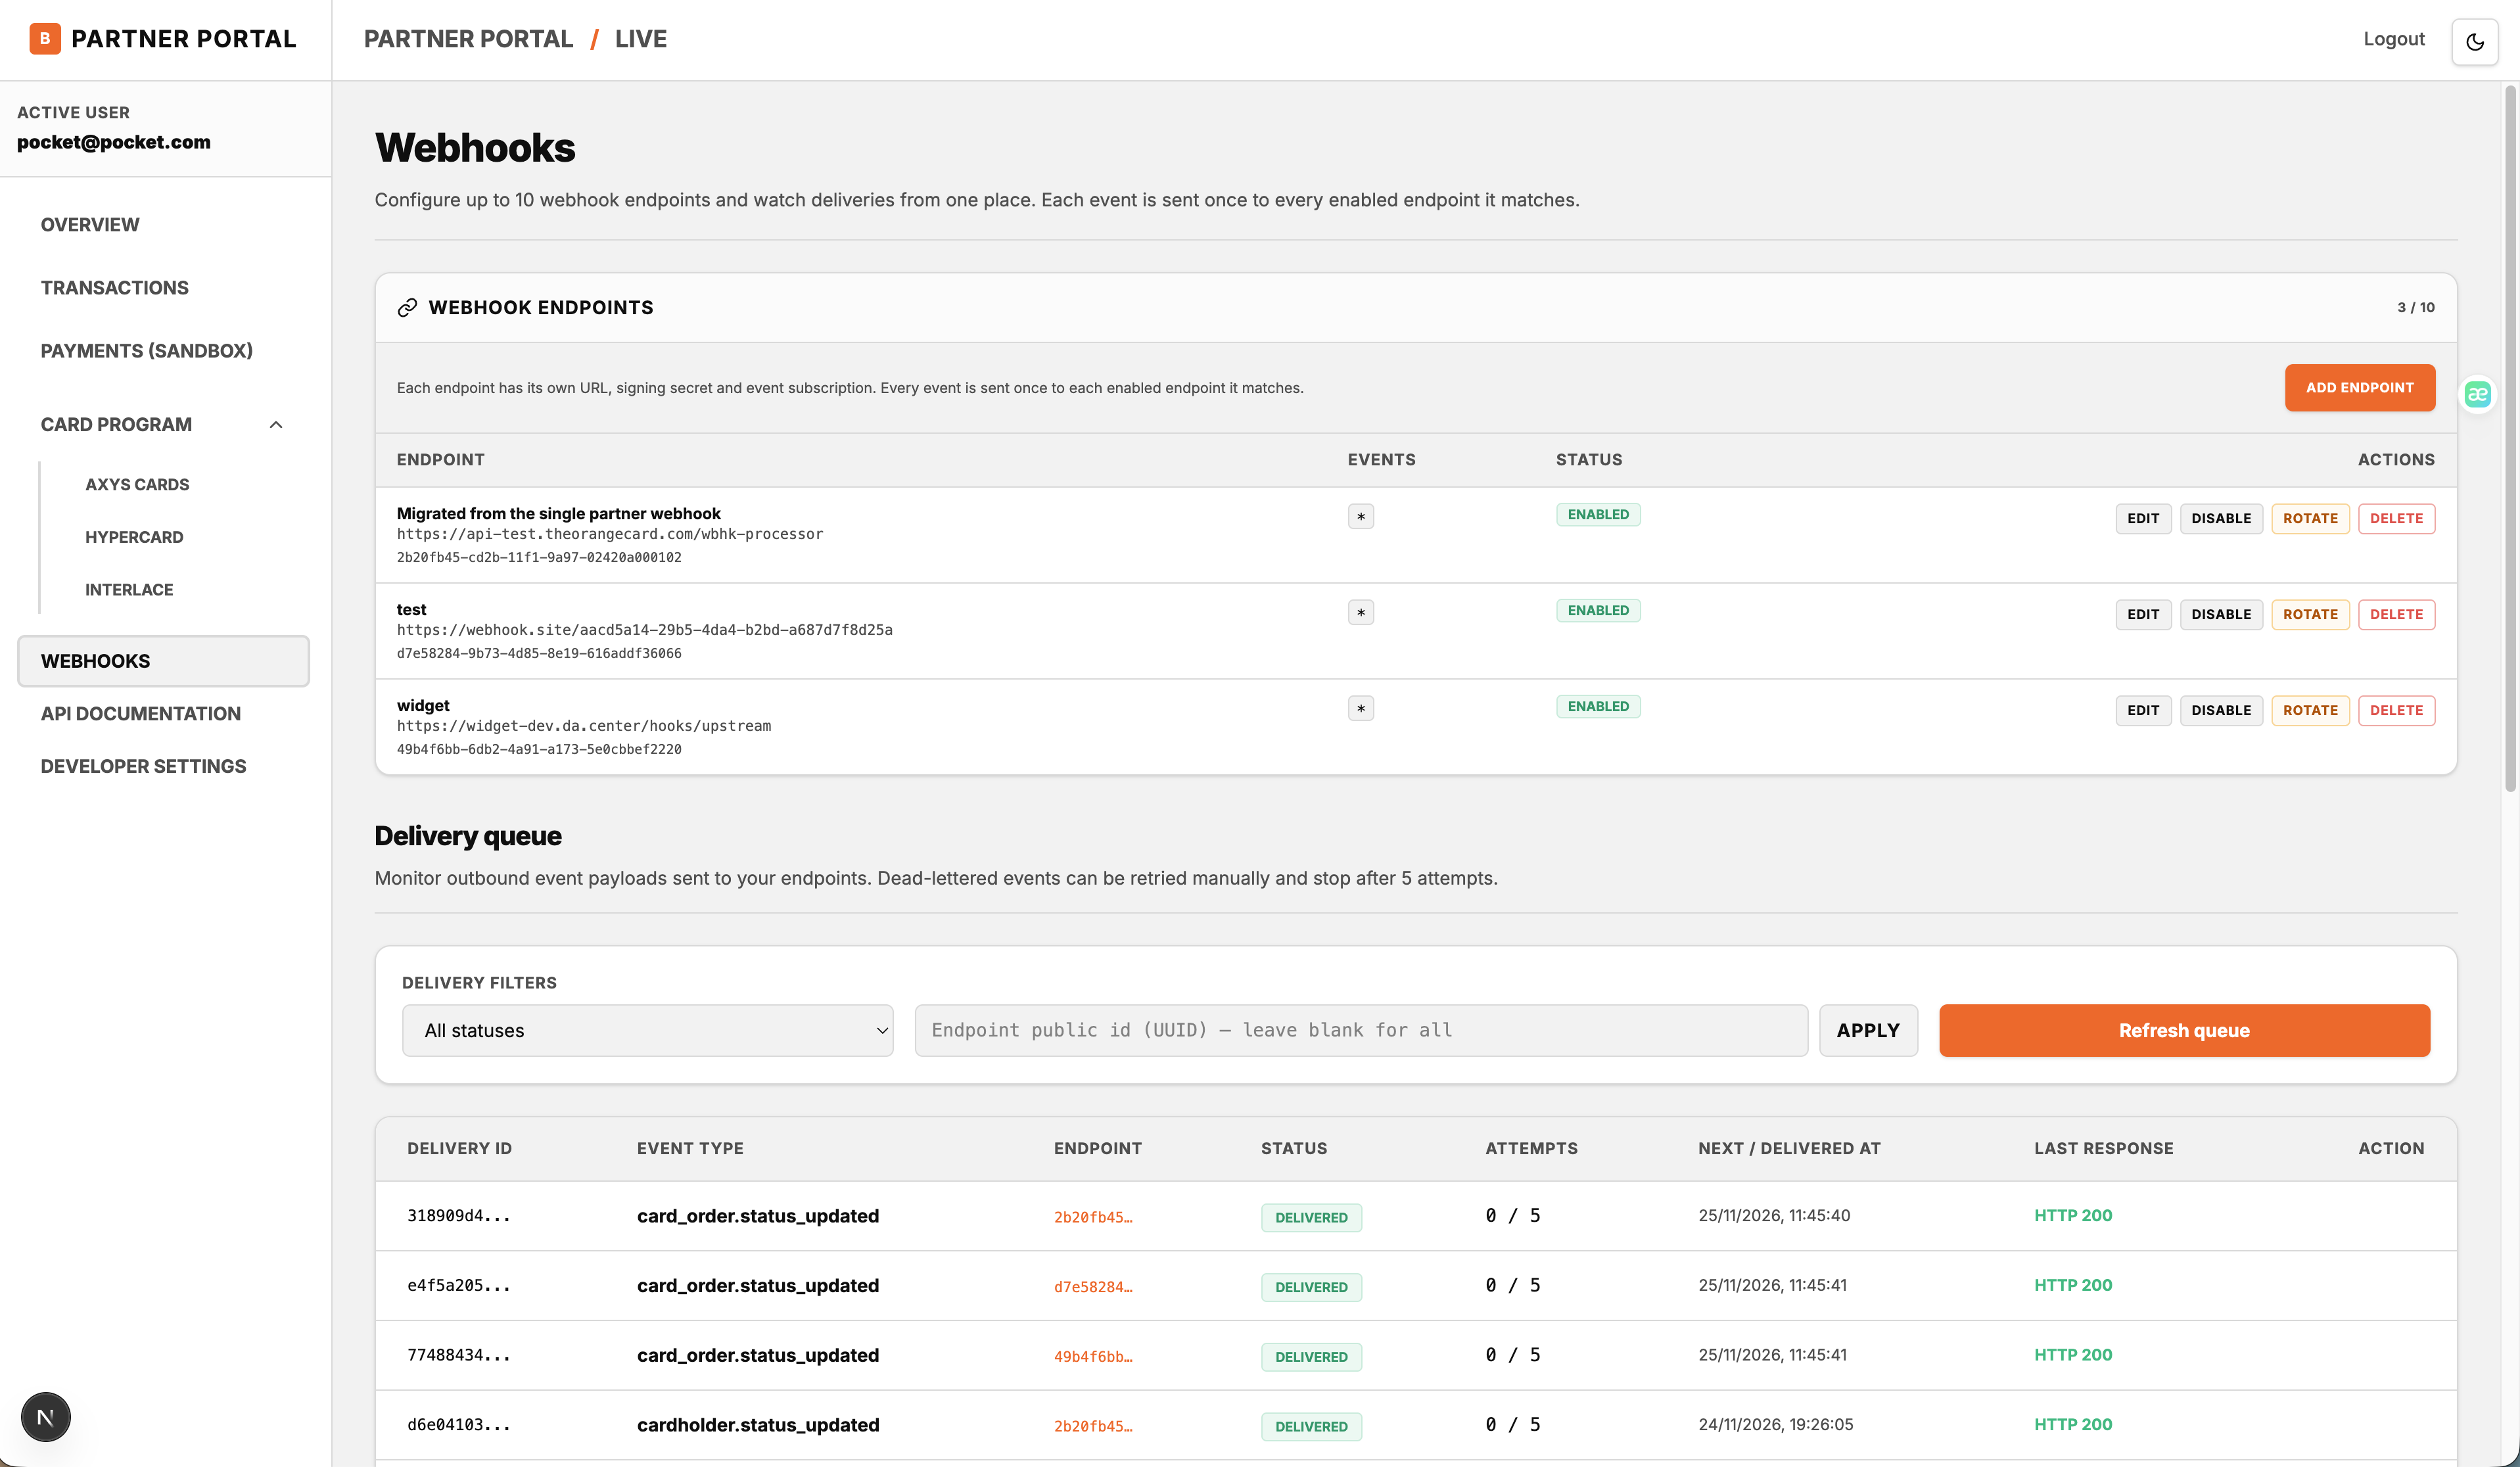 B PARTNER PORTAL
PARTNER PORTAL / LIVE
Logout
ACTIVE USER
pocket@pocket.com
OVERVIEW
TRANSACTIONS
PAYMENTS (SANDBOX)
CARD PROGRAM
AXYS CARDS
HYPERCARD
INTERLACE
WEBHOOKS
API DOCUMENTATION
DEVELOPER SETTINGS
N
Webhooks
Configure up to 10 webhook endpoints and watch deliveries from one place. Each event is sent once to every enabled endpoint it matches.
WEBHOOK ENDPOINTS
3 / 10
Each endpoint has its own URL, signing secret and event subscription. Every event is sent once to each enabled endpoint it matches.
ADD ENDPOINT
æ
ENDPOINT EVENTS STATUS ACTIONS
Migrated from the single partner webhook
https://api-test.theorangecard.com/wbhk-processor
2b20fb45-cd2b-11f1-9a97-02420a000102
* ENABLED EDIT DISABLE ROTATE DELETE
test
https://webhook.site/aacd5a14-29b5-4da4-b2bd-a687d7f8d25a
d7e58284-9b73-4d85-8e19-616addf36066
* ENABLED EDIT DISABLE ROTATE DELETE
widget
https://widget-dev.da.center/hooks/upstream
49b4f6bb-6db2-4a91-a173-5e0cbbef2220
* ENABLED EDIT DISABLE ROTATE DELETE
Delivery queue
Monitor outbound event payloads sent to your endpoints. Dead-lettered events can be retried manually and stop after 5 attempts.
DELIVERY FILTERS
All statuses
Endpoint public id (UUID) — leave blank for all
APPLY
Refresh queue
DELIVERY ID EVENT TYPE ENDPOINT STATUS ATTEMPTS NEXT / DELIVERED AT LAST RESPONSE ACTION
318909d4... card_order.status_updated 2b20fb45… DELIVERED 0 / 5 25/11/2026, 11:45:40 HTTP 200
e4f5a205... card_order.status_updated d7e58284… DELIVERED 0 / 5 25/11/2026, 11:45:41 HTTP 200
77488434... card_order.status_updated 49b4f6bb… DELIVERED 0 / 5 25/11/2026, 11:45:41 HTTP 200
d6e04103... cardholder.status_updated 2b20fb45… DELIVERED 0 / 5 24/11/2026, 19:26:05 HTTP 200